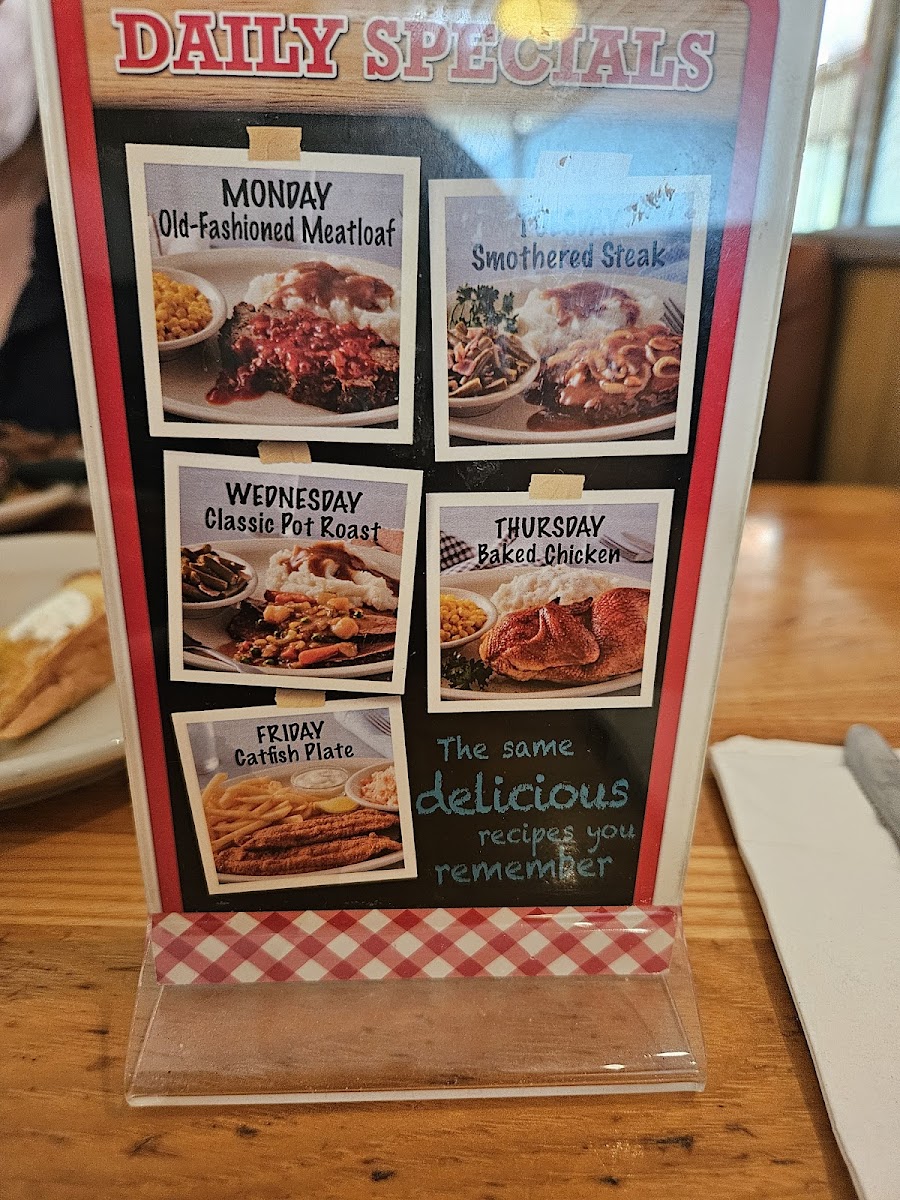 DAILY SPECIALS
MONDAY
Old-Fashioned Meatloaf
Smothered Steak
WEDNESDAY
Classic Pot Roast
THURSDAY
Baked Chicken
FRIDAY
Catfish Plate
The same
delicious
recipes you
remember